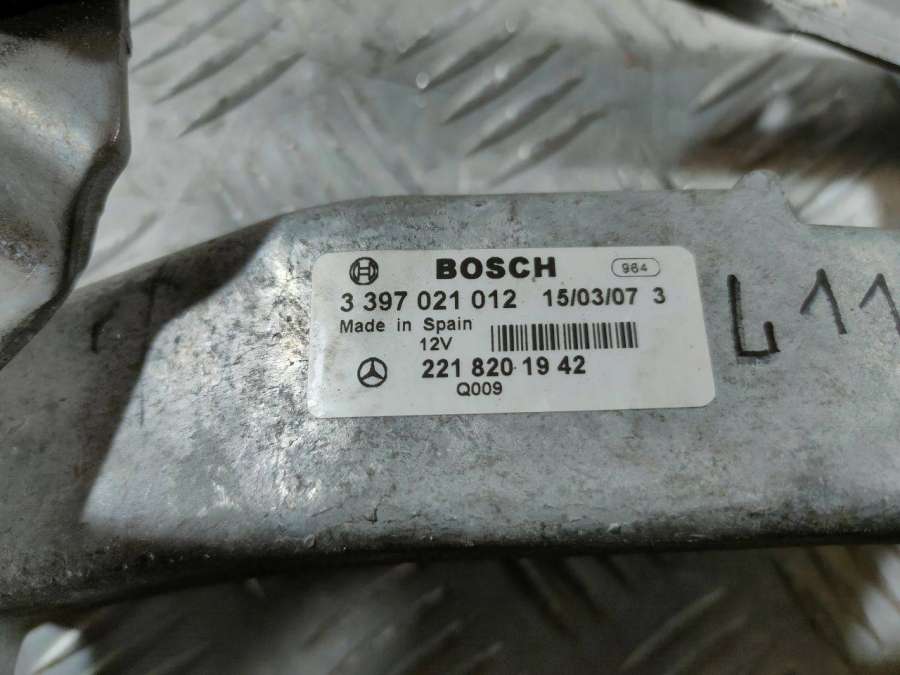 BOSCH 964
3 397 021 012 15/03/07 3
Made in Spain
12V
221 820 19 42
Q009
L11